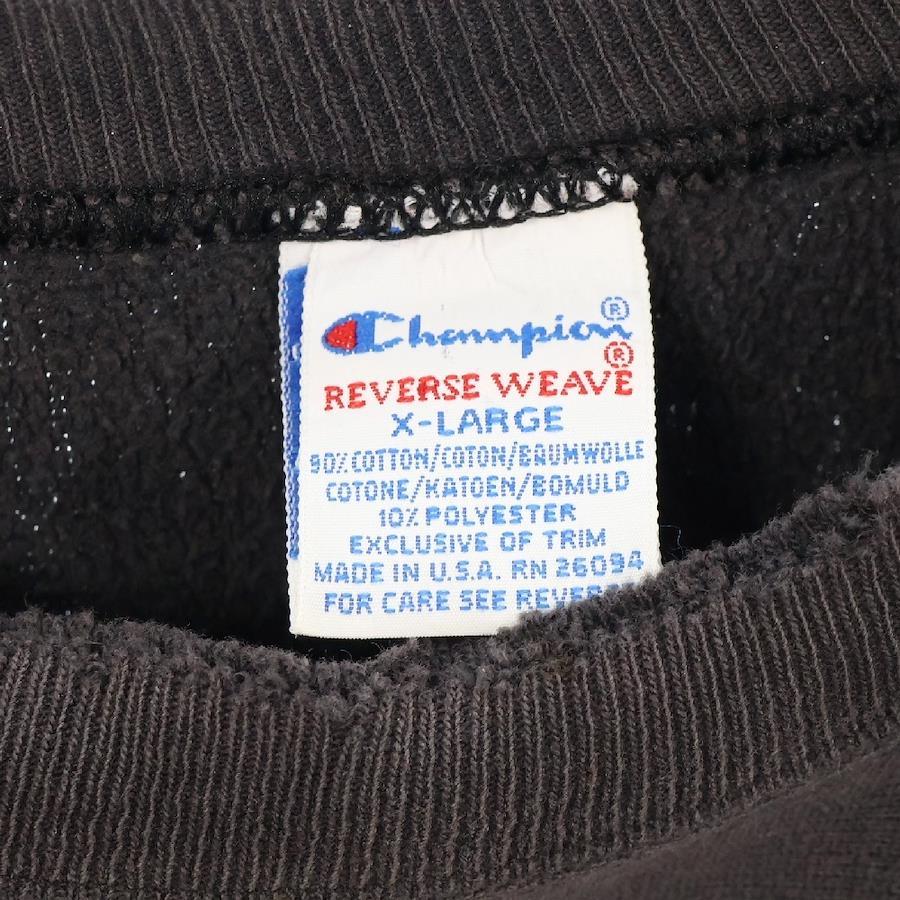 Champion®
REVERSE WEAVE®
X-LARGE
90% COTTON/COTON/BAUMWOLLE
COTONE/KATOEN/BOMULD
10% POLYESTER
EXCLUSIVE OF TRIM
MADE IN U.S.A. RN 26094
FOR CARE SEE